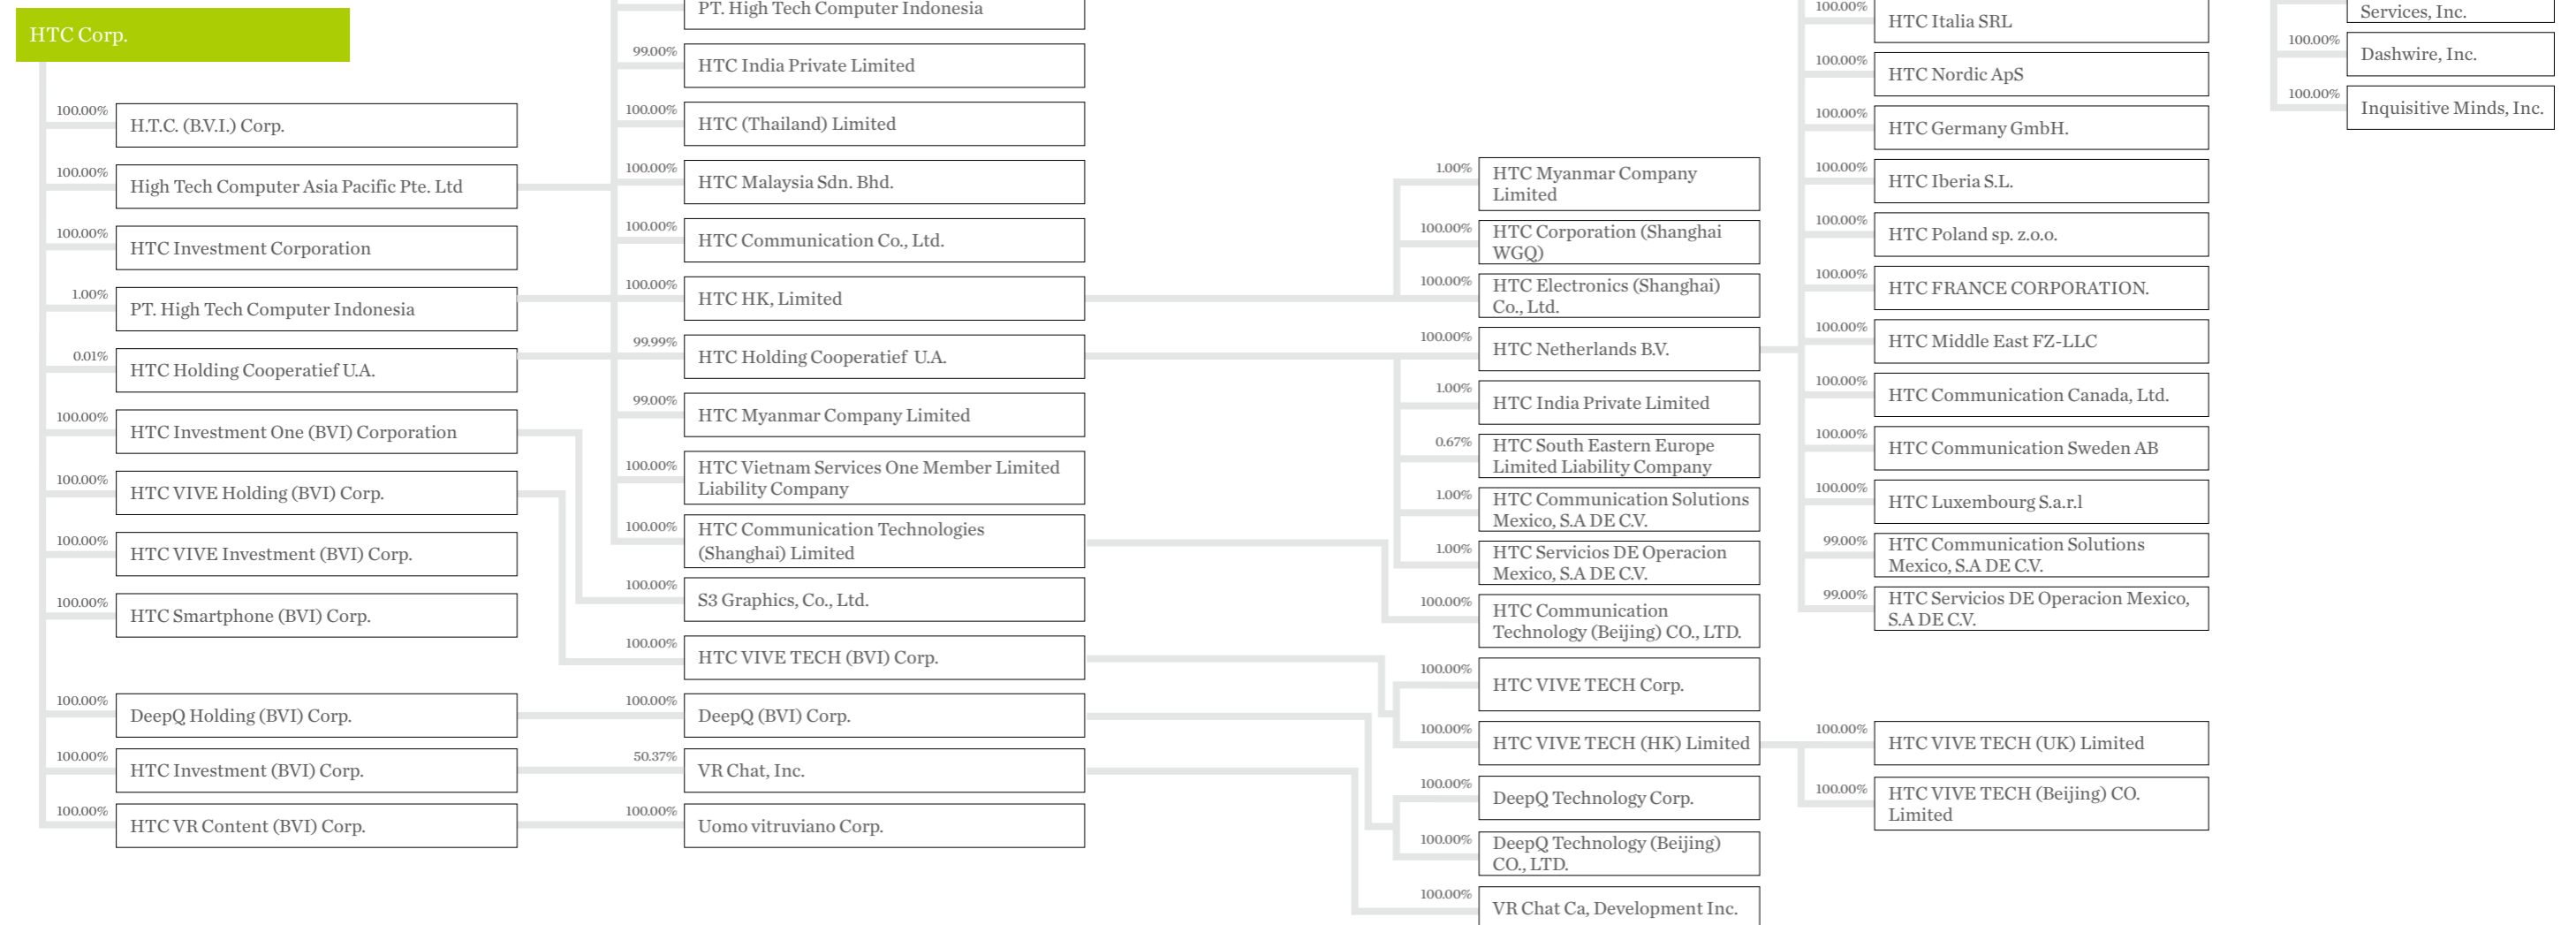 HTC Corp.
100.00%
H.T.C. (B.V.I.) Corp.
100.00%
High Tech Computer Asia Pacific Pte. Ltd
100.00%
HTC Investment Corporation
1.00%
PT. High Tech Computer Indonesia
0.01%
HTC Holding Cooperatief U.A.
100.00%
HTC Investment One (BVI) Corporation
100.00%
HTC VIVE Holding (BVI) Corp.
100.00%
HTC VIVE Investment (BVI) Corp.
100.00%
HTC Smartphone (BVI) Corp.
100.00%
DeepQ Holding (BVI) Corp.
100.00%
HTC Investment (BVI) Corp.
100.00%
HTC VR Content (BVI) Corp.
PT. High Tech Computer Indonesia
99.00%
HTC India Private Limited
100.00%
HTC (Thailand) Limited
100.00%
HTC Malaysia Sdn. Bhd.
100.00%
HTC Communication Co., Ltd.
100.00%
HTC HK, Limited
99.99%
HTC Holding Cooperatief U.A.
99.00%
HTC Myanmar Company Limited
100.00%
HTC Vietnam Services One Member Limited
Liability Company
100.00%
HTC Communication Technologies
(Shanghai) Limited
100.00%
S3 Graphics, Co., Ltd.
100.00%
HTC VIVE TECH (BVI) Corp.
100.00%
DeepQ (BVI) Corp.
50.37%
VR Chat, Inc.
100.00%
Uomo vitruviano Corp.
1.00%
HTC Myanmar Company
Limited
100.00%
HTC Corporation (Shanghai
WGQ)
100.00%
HTC Electronics (Shanghai)
Co., Ltd.
100.00%
HTC Netherlands B.V.
1.00%
HTC India Private Limited
0.67%
HTC South Eastern Europe
Limited Liability Company
1.00%
HTC Communication Solutions
Mexico, S.A DE C.V.
1.00%
HTC Servicios DE Operacion
Mexico, S.A DE C.V.
100.00%
HTC Communication
Technology (Beijing) CO., LTD.
100.00%
HTC VIVE TECH Corp.
100.00%
HTC VIVE TECH (HK) Limited
100.00%
DeepQ Technology Corp.
100.00%
DeepQ Technology (Beijing)
CO., LTD.
100.00%
VR Chat Ca, Development Inc.
100.00%
HTC Italia SRL
100.00%
HTC Nordic ApS
100.00%
HTC Germany GmbH.
100.00%
HTC Iberia S.L.
100.00%
HTC Poland sp. z.o.o.
100.00%
HTC FRANCE CORPORATION.
100.00%
HTC Middle East FZ-LLC
100.00%
HTC Communication Canada, Ltd.
100.00%
HTC Communication Sweden AB
100.00%
HTC Luxembourg S.a.r.l
99.00%
HTC Communication Solutions
Mexico, S.A DE C.V.
99.00%
HTC Servicios DE Operacion Mexico,
S.A DE C.V.
100.00%
HTC VIVE TECH (UK) Limited
100.00%
HTC VIVE TECH (Beijing) CO.
Limited
Services, Inc.
100.00%
Dashwire, Inc.
100.00%
Inquisitive Minds, Inc.